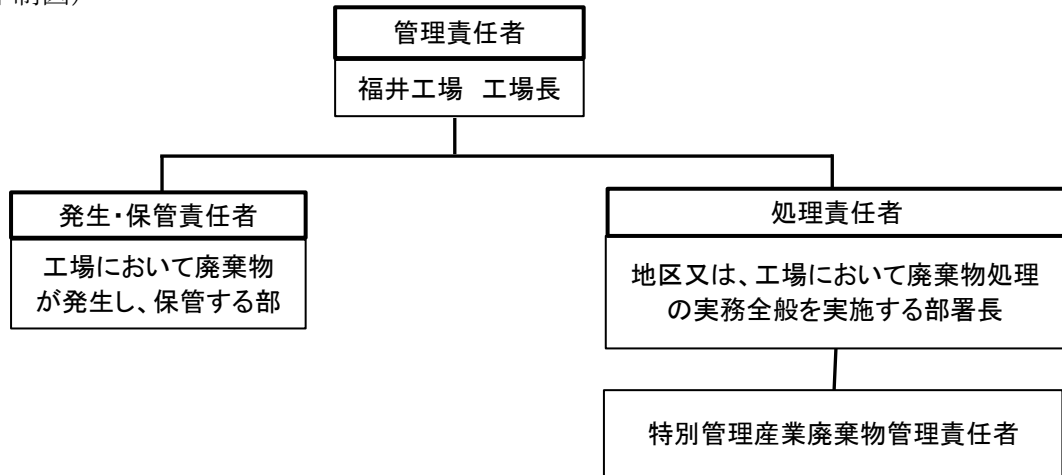 制図）
管理責任者
福井工場　工場長
発生・保管責任者
処理責任者
工場において廃棄物
が発生し、保管する部
地区又は、工場において廃棄物処理
の実務全般を実施する部署長
特別管理産業廃棄物管理責任者